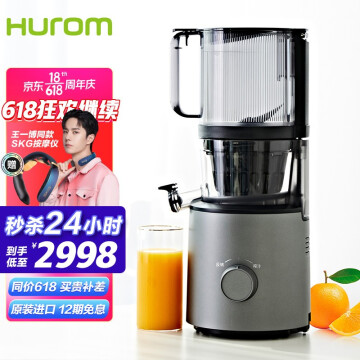 HUROM
京东
18th
618
周年庆
618狂欢继续
王一博同款
SKG按摩仪
赠
秒杀24小时
到手
低至
¥2998
同价618 买贵补差
原装进口 12期免息